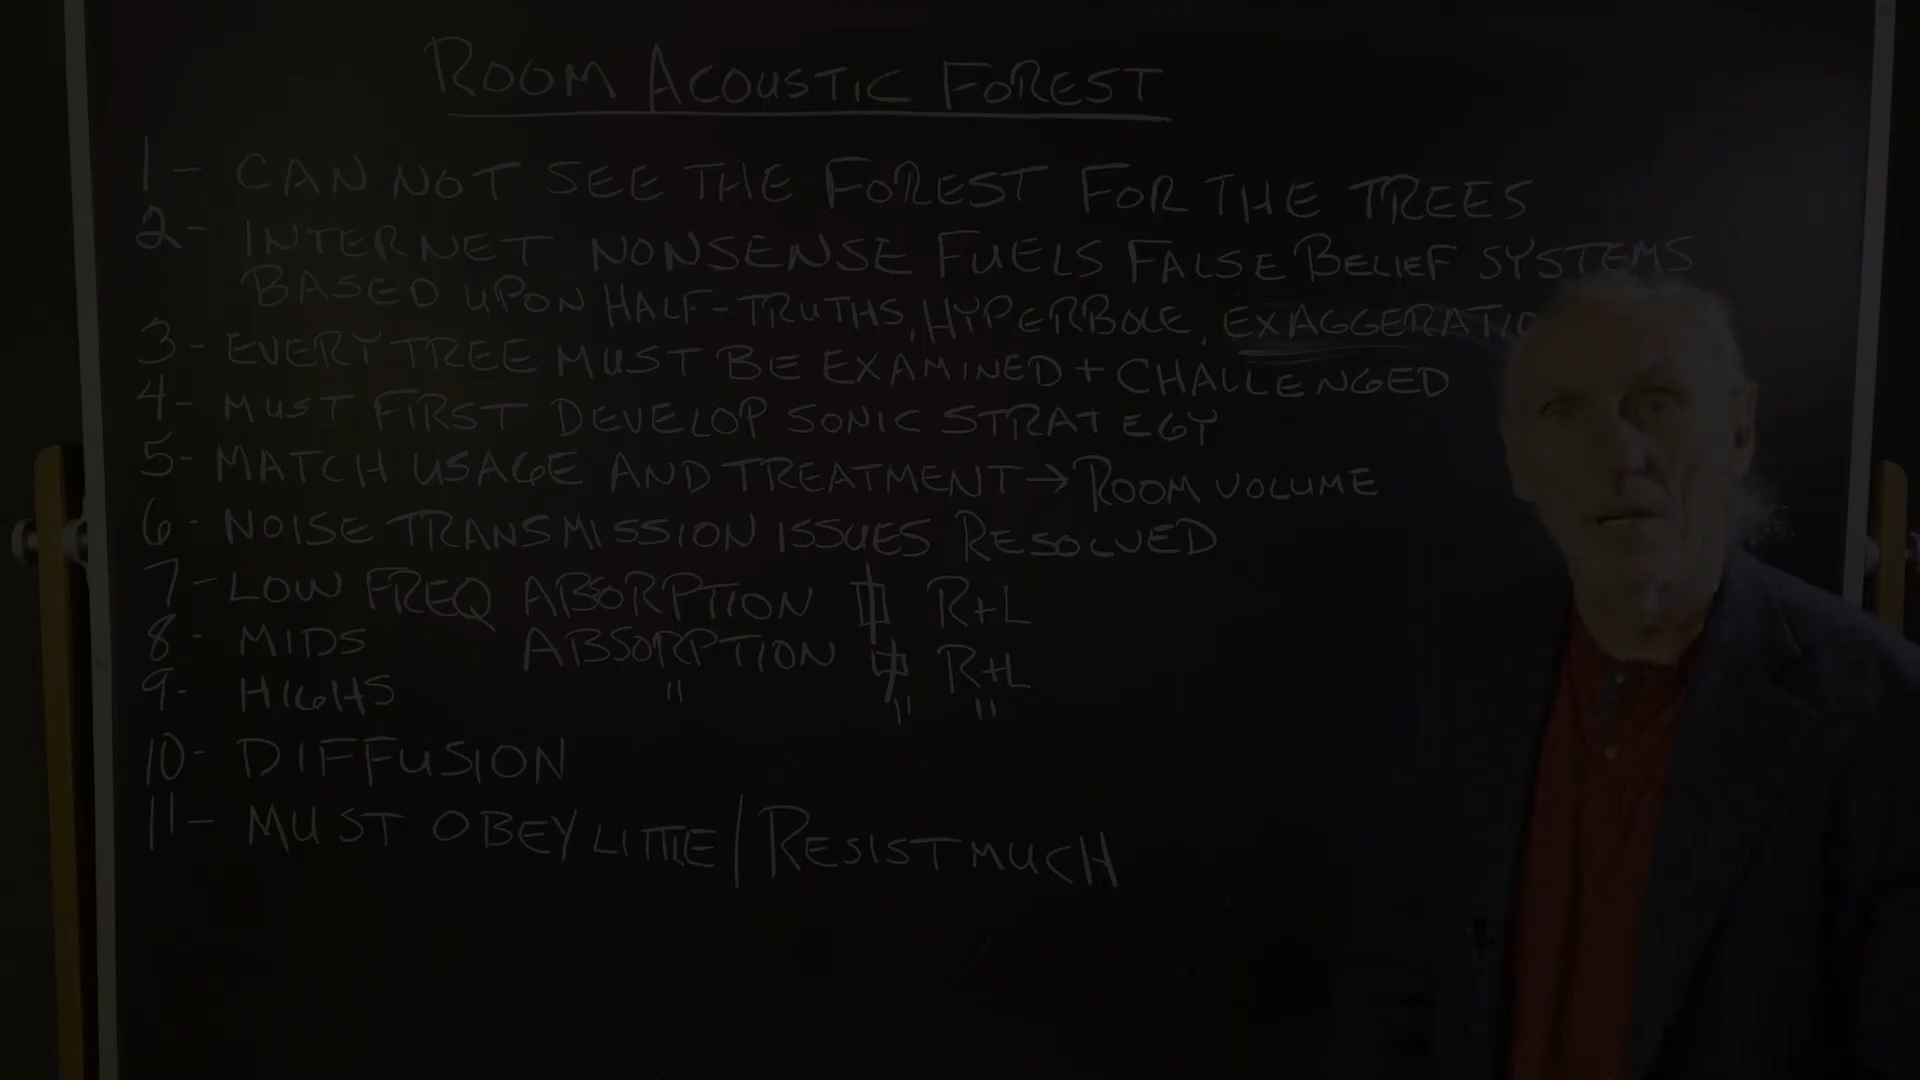 ROOM ACOUSTIC FOREST
1- CAN NOT SEE THE FOREST FOR THE TREES
2- INTERNET NONSENSE FUELS FALSE BELIEF SYSTEMS
BASED UPON HALF-TRUTHS, HYPERBOLE, EXAGGERATIO
3- EVERY TREE MUST BE EXAMINED + CHALLENGED
4- MUST FIRST DEVELOP SONIC STRATEGY
5- MATCH USAGE AND TREATMENT → ROOM VOLUME
6- NOISE TRANSMISSION ISSUES RESOLVED
7- LOW FREQ ABSORPTION # R+L
8- MIDS ABSORPTION # R+L
9- HIGHS " " "
10- DIFFUSION
11- MUST OBEY LITTLE / RESIST MUCH